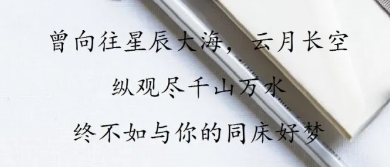 曾向往星辰大海，云月长空
纵观尽千山万水
终不如与你的同床好梦